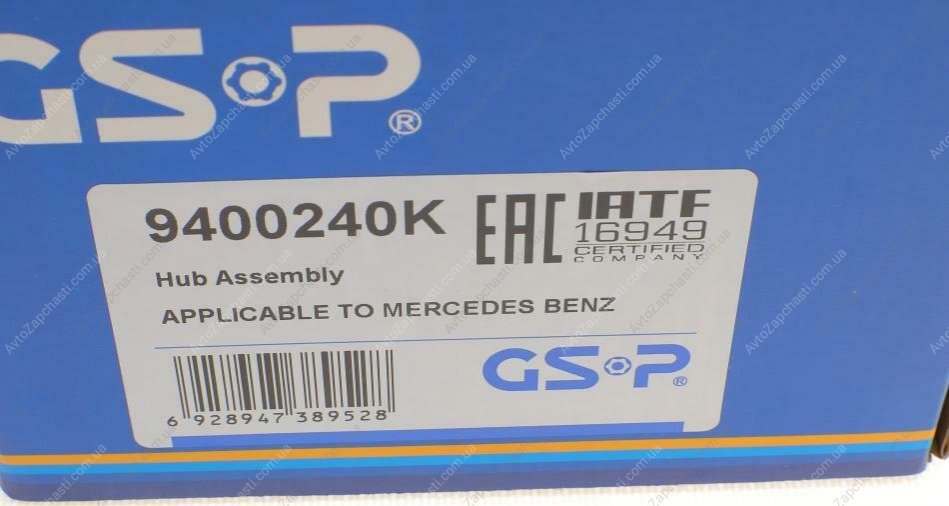 GSP®
9400240K
EAC
IATF
16949
CERTIFIED
COMPANY
Hub Assembly
APPLICABLE TO MERCEDES BENZ
6 928947 389528
GSP®
AvtoZapchasti.com.ua